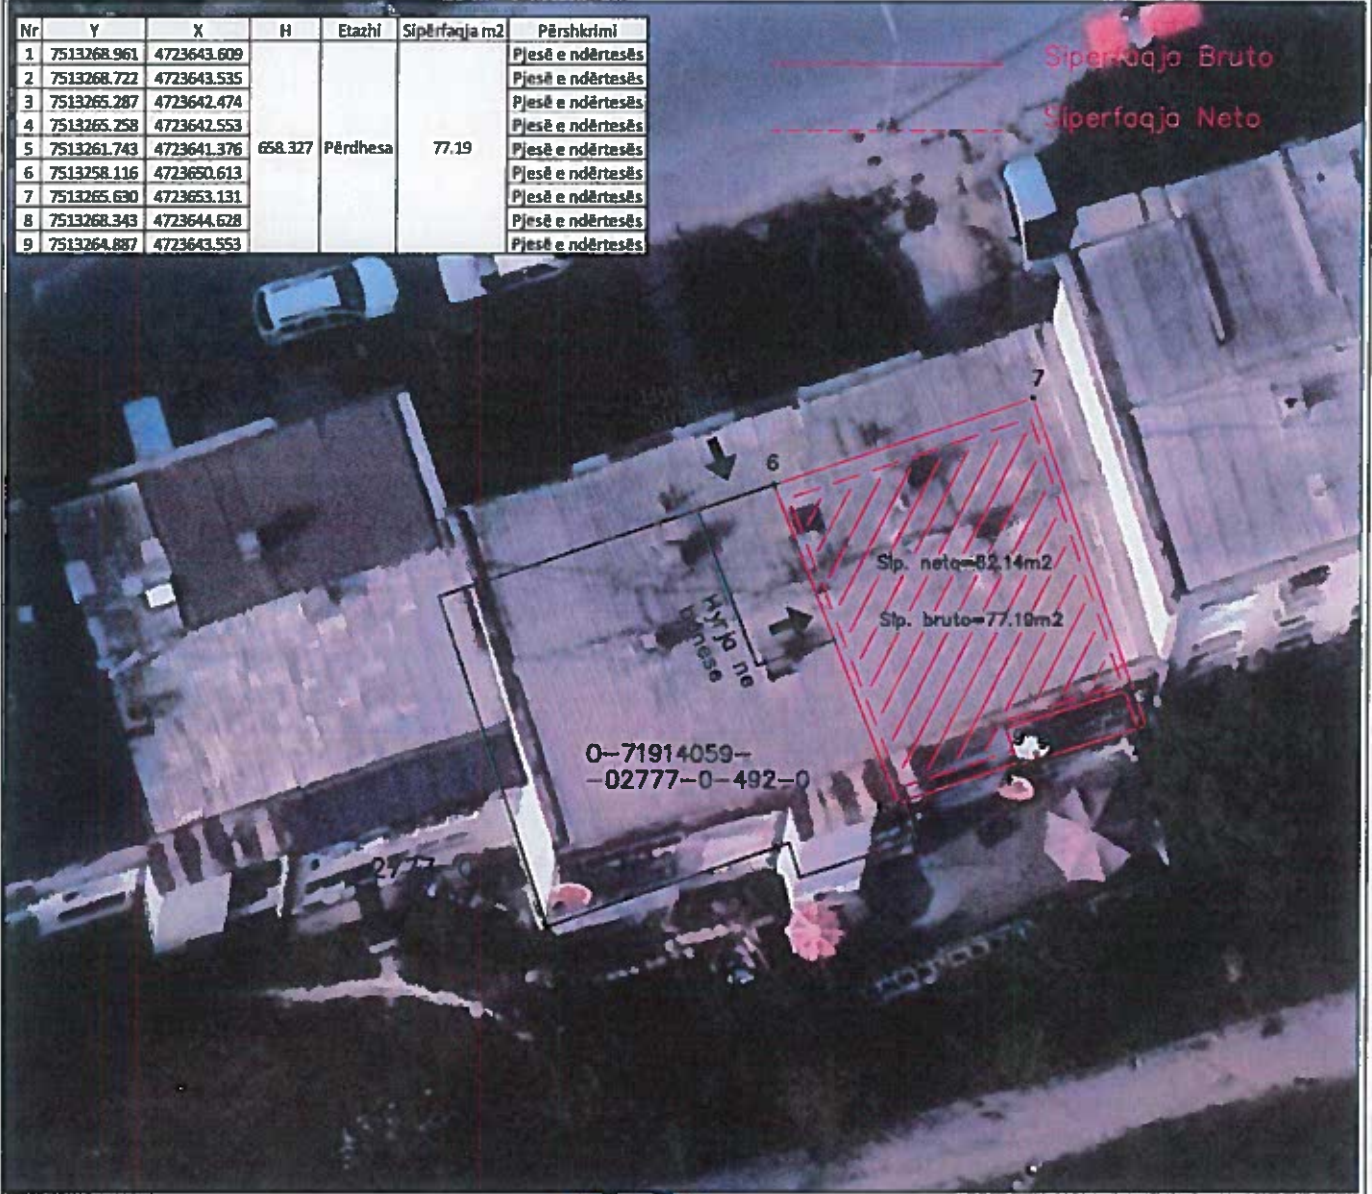 Nr Y X H Etazhi Sipërfaqja m2 Përshkrimi
1 7513268.961 4723643.609 Pjesë e ndërtesës
2 7513268.722 4723643.535 Pjesë e ndërtesës
3 7513265.287 4723642.474 Pjesë e ndërtesës
4 7513265.258 4723642.553 Pjesë e ndërtesës
5 7513261.743 4723641.376 658.327 Përdhesa 77.19 Pjesë e ndërtesës
6 7513258.116 4723650.613 Pjesë e ndërtesës
7 7513265.630 4723653.131 Pjesë e ndërtesës
8 7513268.343 4723644.628 Pjesë e ndërtesës
9 7513264.887 4723643.553 Pjesë e ndërtesës
Siperfaqja Bruto
Siperfaqja Neto
7
6
Sip. neto=62.14m2
Sip. bruto=77.19m2
Hyrja ne
banese
0-71914059-
-02777-0-492-0